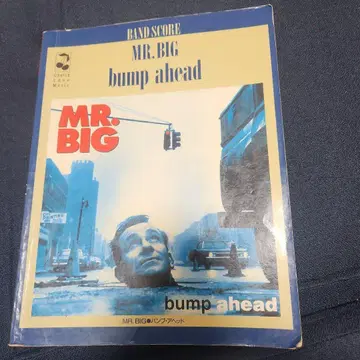 BAND SCORE
MR. BIG
bump ahead
MR.
BIG
bump ahead
MR. BIG●バンプ・アヘッド